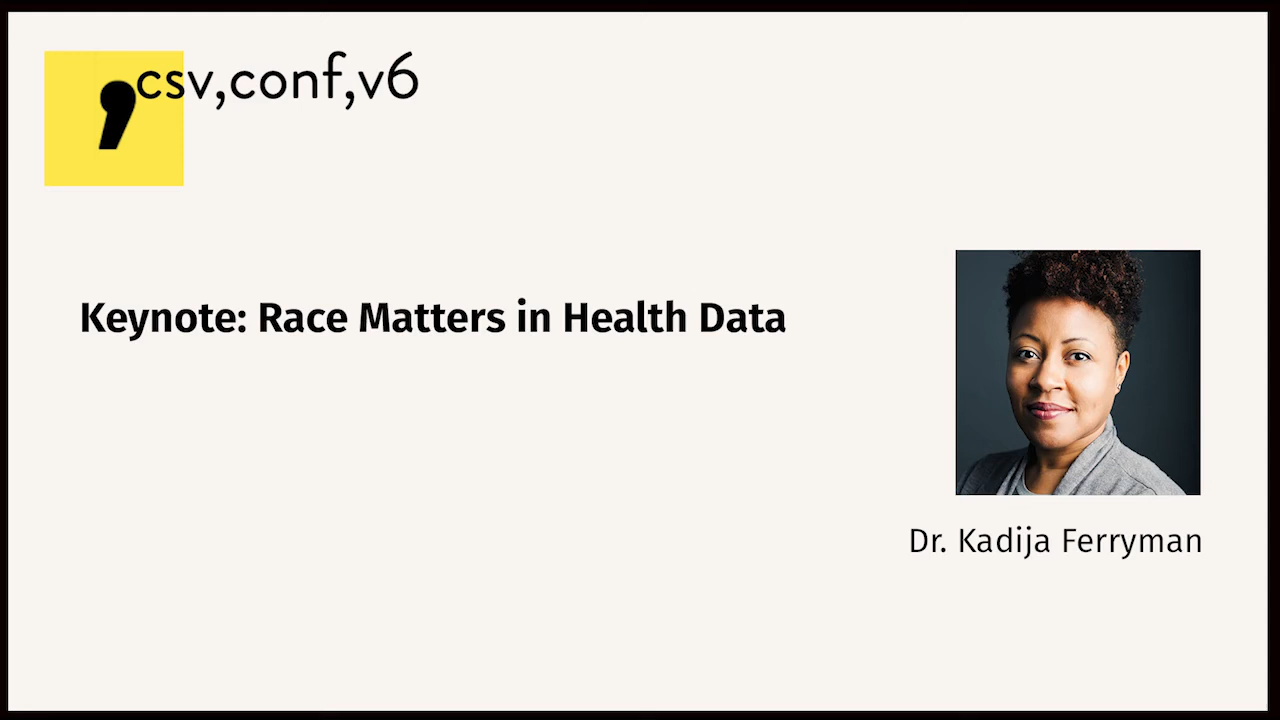 csv,conf,v6
Keynote: Race Matters in Health Data
Dr. Kadija Ferryman